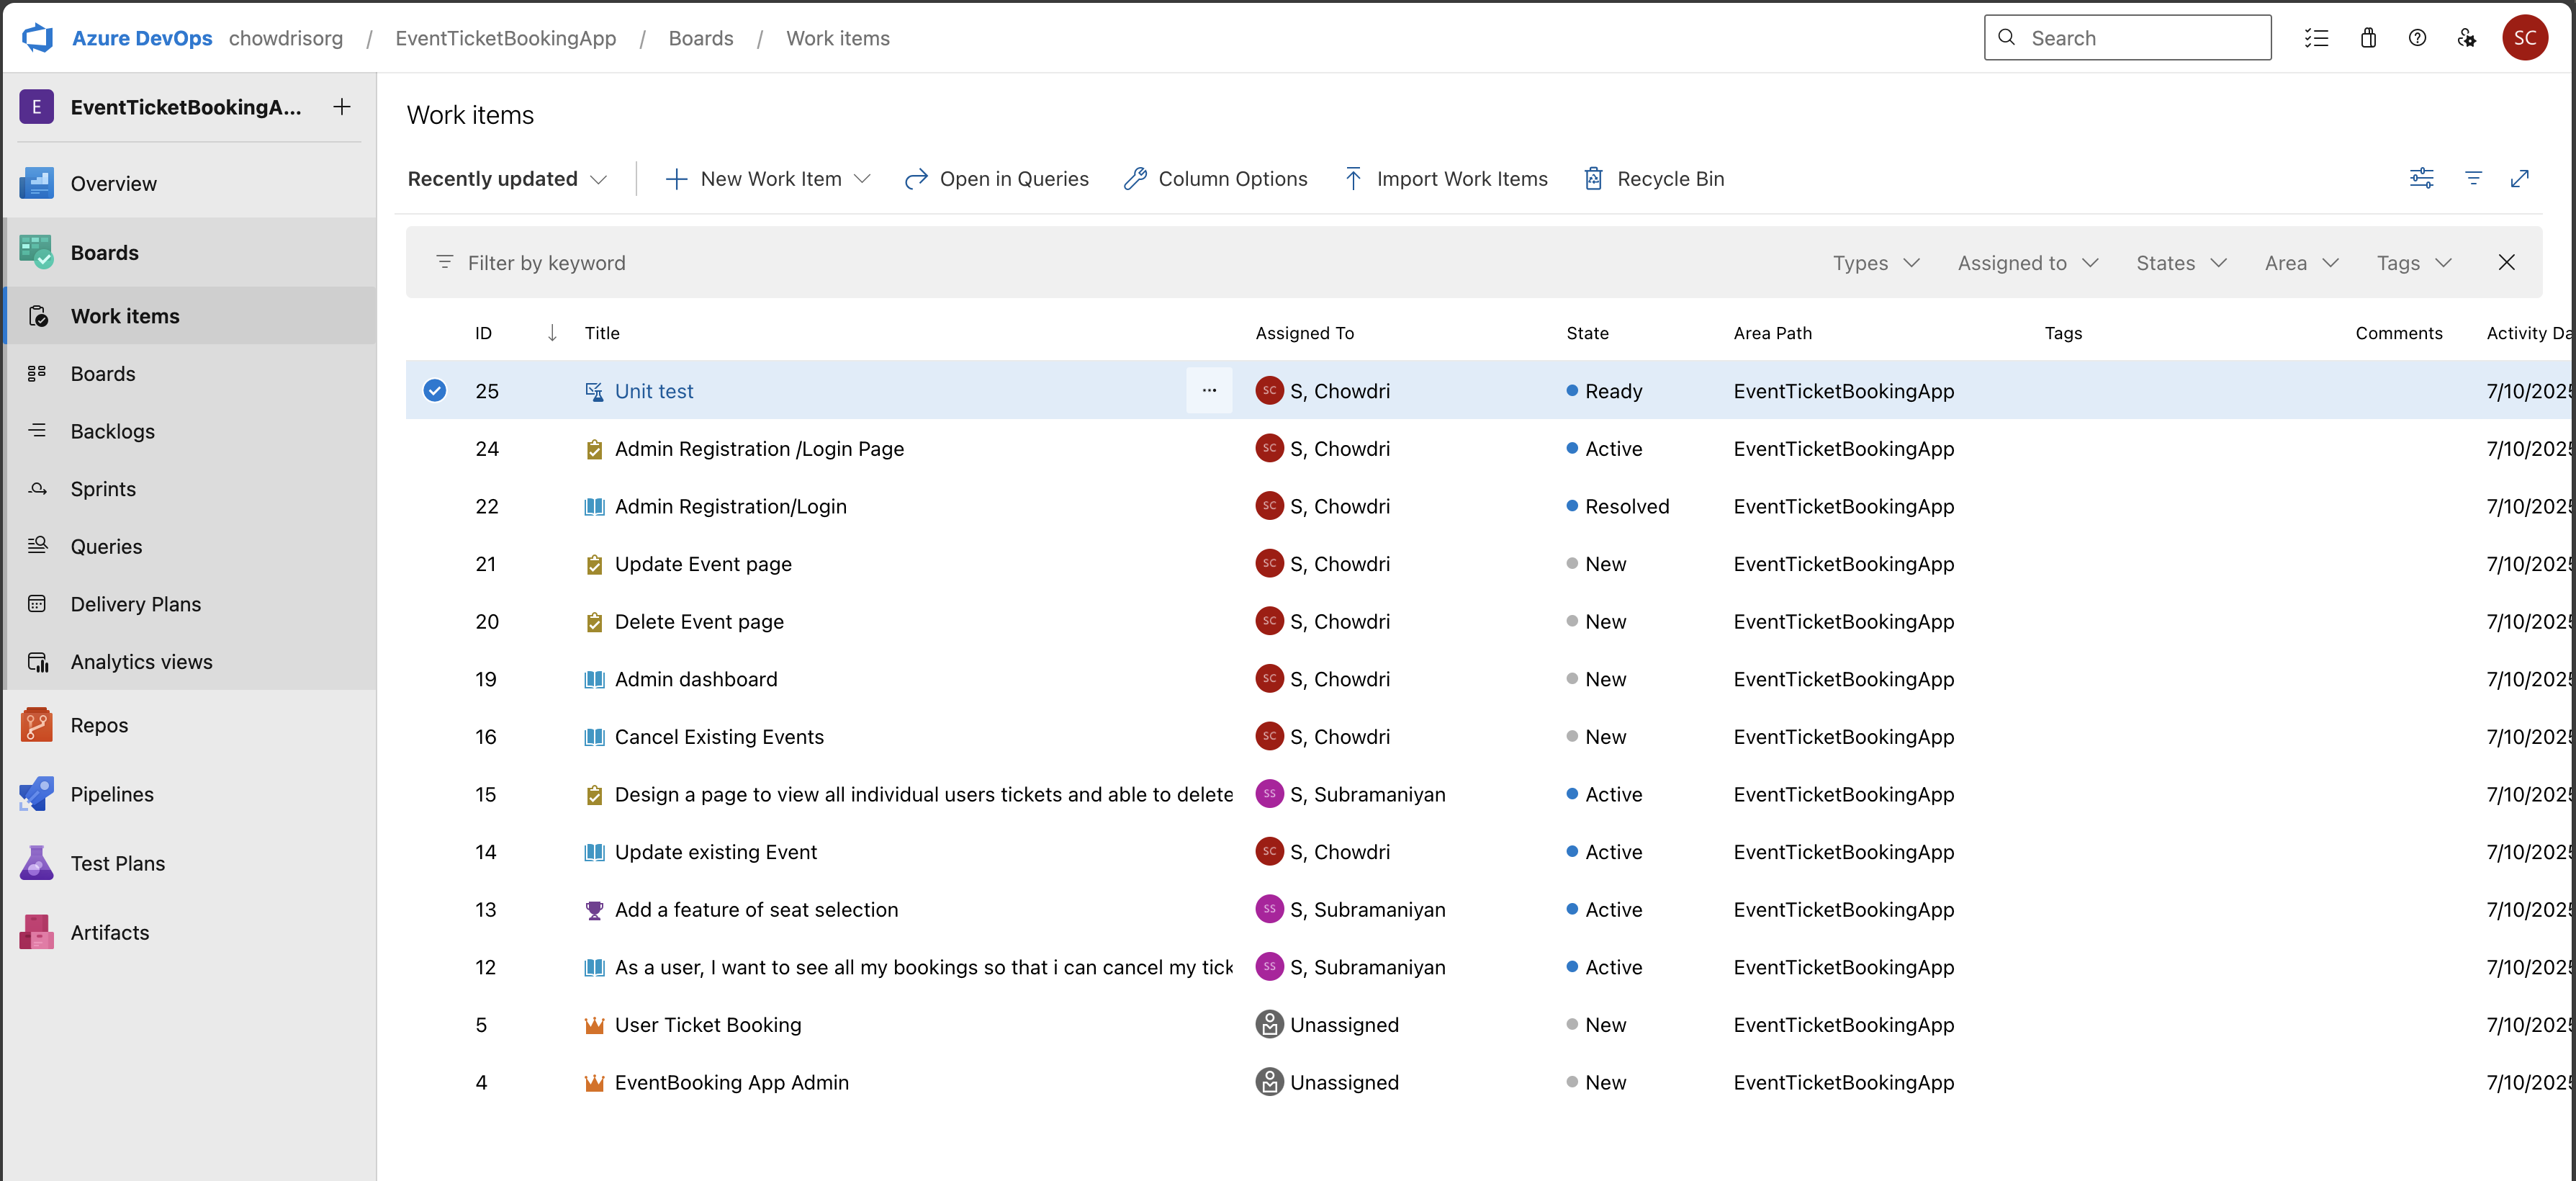 Azure DevOps chowdrisorg / EventTicketBookingApp / Boards / Work items Search SC
E EventTicketBookingA... +
Overview
Boards
Work items
Boards
Backlogs
Sprints
Queries
Delivery Plans
Analytics views
Repos
Pipelines
Test Plans
Artifacts
Work items
Recently updated New Work Item Open in Queries Column Options Import Work Items Recycle Bin
Filter by keyword Types Assigned to States Area Tags
ID Title Assigned To State Area Path Tags Comments Activity Da
25 Unit test ... SC S, Chowdri Ready EventTicketBookingApp 7/10/2025
24 Admin Registration /Login Page SC S, Chowdri Active EventTicketBookingApp 7/10/2025
22 Admin Registration/Login SC S, Chowdri Resolved EventTicketBookingApp 7/10/2025
21 Update Event page SC S, Chowdri New EventTicketBookingApp 7/10/2025
20 Delete Event page SC S, Chowdri New EventTicketBookingApp 7/10/2025
19 Admin dashboard SC S, Chowdri New EventTicketBookingApp 7/10/2025
16 Cancel Existing Events SC S, Chowdri New EventTicketBookingApp 7/10/2025
15 Design a page to view all individual users tickets and able to delete SS S, Subramaniyan Active EventTicketBookingApp 7/10/2025
14 Update existing Event SC S, Chowdri Active EventTicketBookingApp 7/10/2025
13 Add a feature of seat selection SS S, Subramaniyan Active EventTicketBookingApp 7/10/2025
12 As a user, I want to see all my bookings so that i can cancel my tick SS S, Subramaniyan Active EventTicketBookingApp 7/10/2025
5 User Ticket Booking Unassigned New EventTicketBookingApp 7/10/2025
4 EventBooking App Admin Unassigned New EventTicketBookingApp 7/10/2025